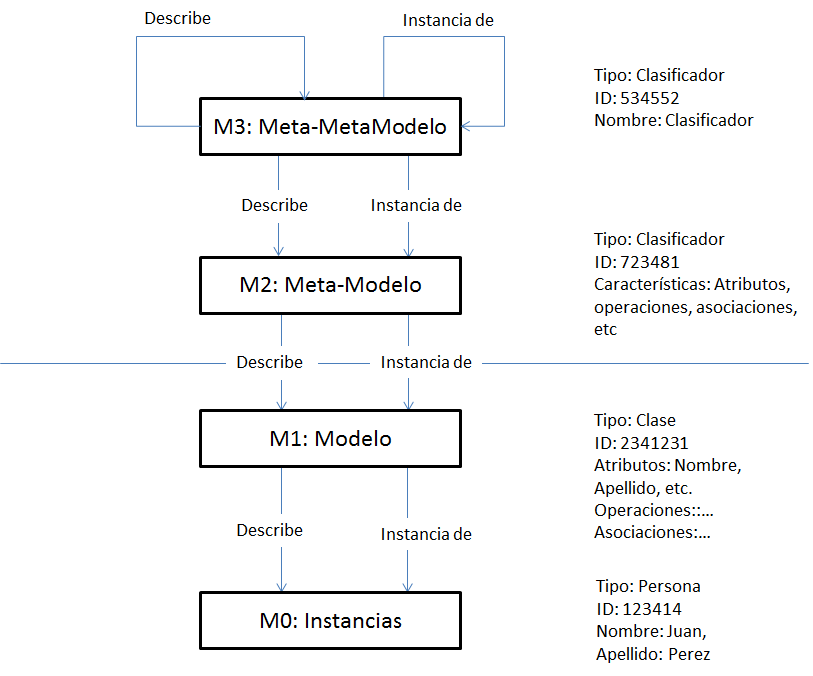 Describe
Instancia de
M3: Meta-MetaModelo
Tipo: Clasificador
ID: 534552
Nombre: Clasificador
Describe
Instancia de
M2: Meta-Modelo
Tipo: Clasificador
ID: 723481
Características: Atributos,
operaciones, asociaciones,
etc
Describe
Instancia de
M1: Modelo
Tipo: Clase
ID: 2341231
Atributos: Nombre,
Apellido, etc.
Operaciones::...
Asociaciones:...
Describe
Instancia de
M0: Instancias
Tipo: Persona
ID: 123414
Nombre: Juan,
Apellido: Perez